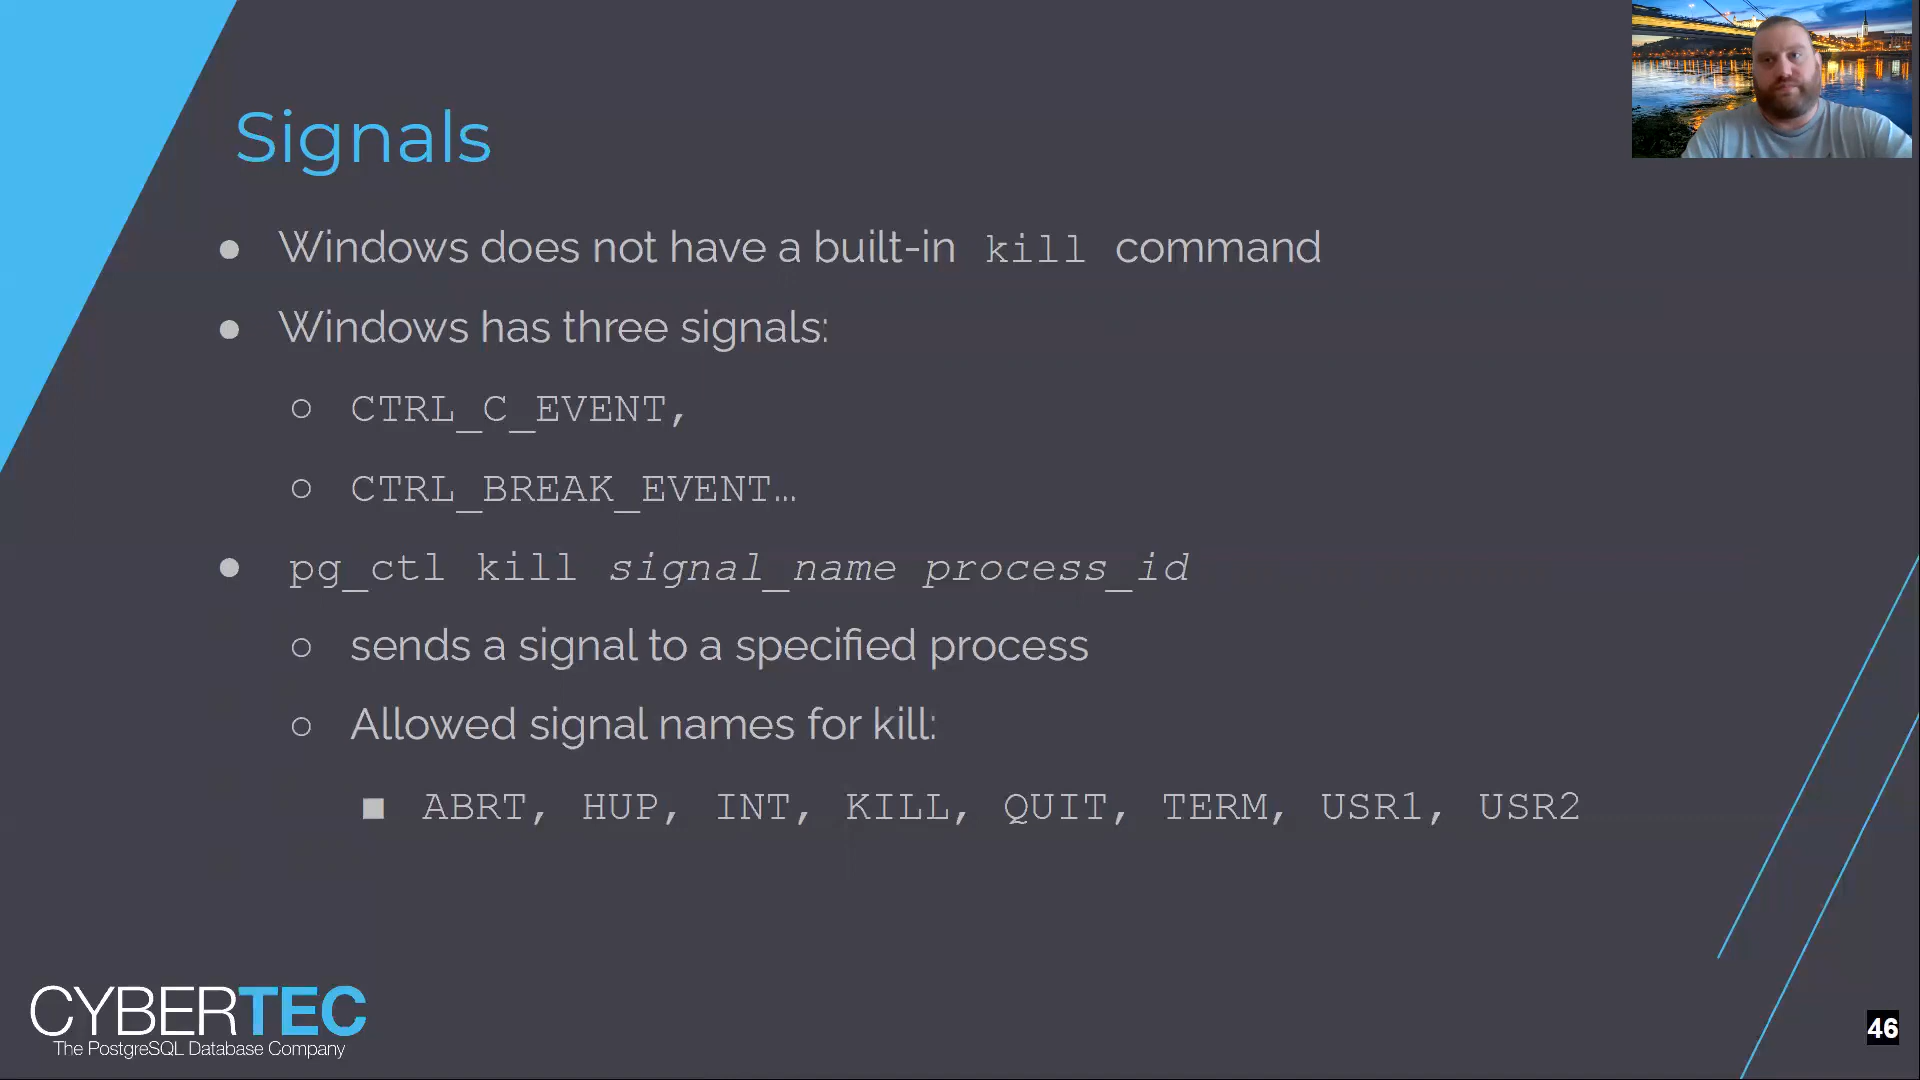 Signals
● Windows does not have a built-in kill command
● Windows has three signals:
○ CTRL_C_EVENT,
○ CTRL_BREAK_EVENT…
● pg_ctl kill signal_name process_id
○ sends a signal to a specified process
○ Allowed signal names for kill:
■ ABRT, HUP, INT, KILL, QUIT, TERM, USR1, USR2
CYBERTEC
The PostgreSQL Database Company
46